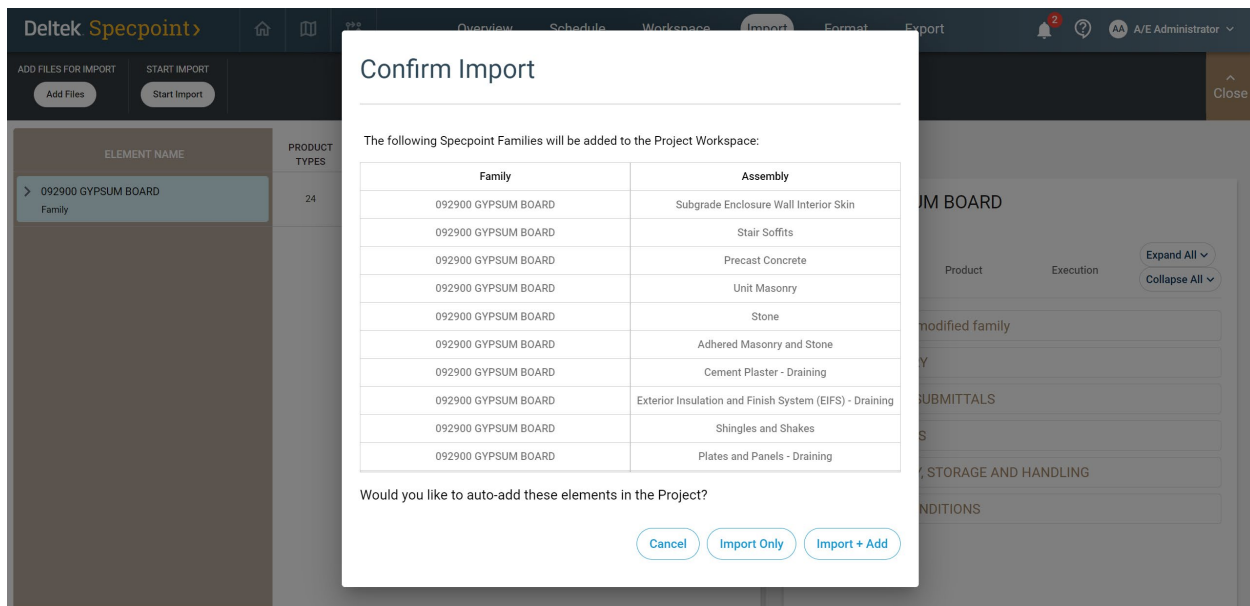 Deltek Specpoint
Overview Schedule Workspace Import Format Export
2
AA A/E Administrator
ADD FILES FOR IMPORT START IMPORT
Add Files Start Import
Close
ELEMENT NAME
PRODUCT TYPES
092900 GYPSUM BOARD
Family
24
Confirm Import
The following Specpoint Families will be added to the Project Workspace:
Family Assembly
092900 GYPSUM BOARD Subgrade Enclosure Wall Interior Skin
092900 GYPSUM BOARD Stair Soffits
092900 GYPSUM BOARD Precast Concrete
092900 GYPSUM BOARD Unit Masonry
092900 GYPSUM BOARD Stone
092900 GYPSUM BOARD Adhered Masonry and Stone
092900 GYPSUM BOARD Cement Plaster - Draining
092900 GYPSUM BOARD Exterior Insulation and Finish System (EIFS) - Draining
092900 GYPSUM BOARD Shingles and Shakes
092900 GYPSUM BOARD Plates and Panels - Draining
Would you like to auto-add these elements in the Project?
Cancel Import Only Import + Add
BOARD
Product Execution
Expand All
Collapse All
modified family
SUBMITTALS
STORAGE AND HANDLING